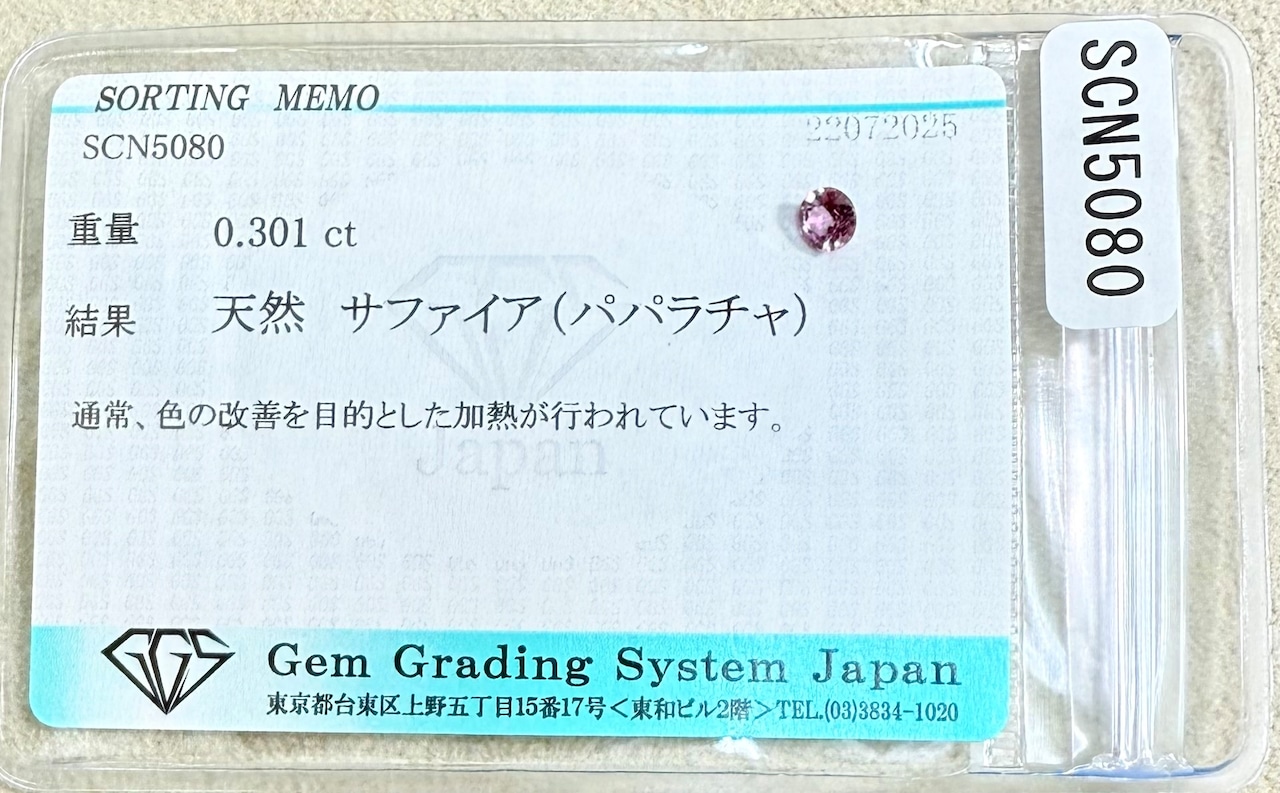 SORTING MEMO
SCN5080
22072025
重量 0.301 ct
結果 天然 サファイア(パパラチャ)
通常、色の改善を目的とした加熱が行われています。
Japan
GGS
Gem Grading System Japan
東京都台東区上野五丁目15番17号<東和ビル2階>TEL.(03)3834-1020
SCN5080